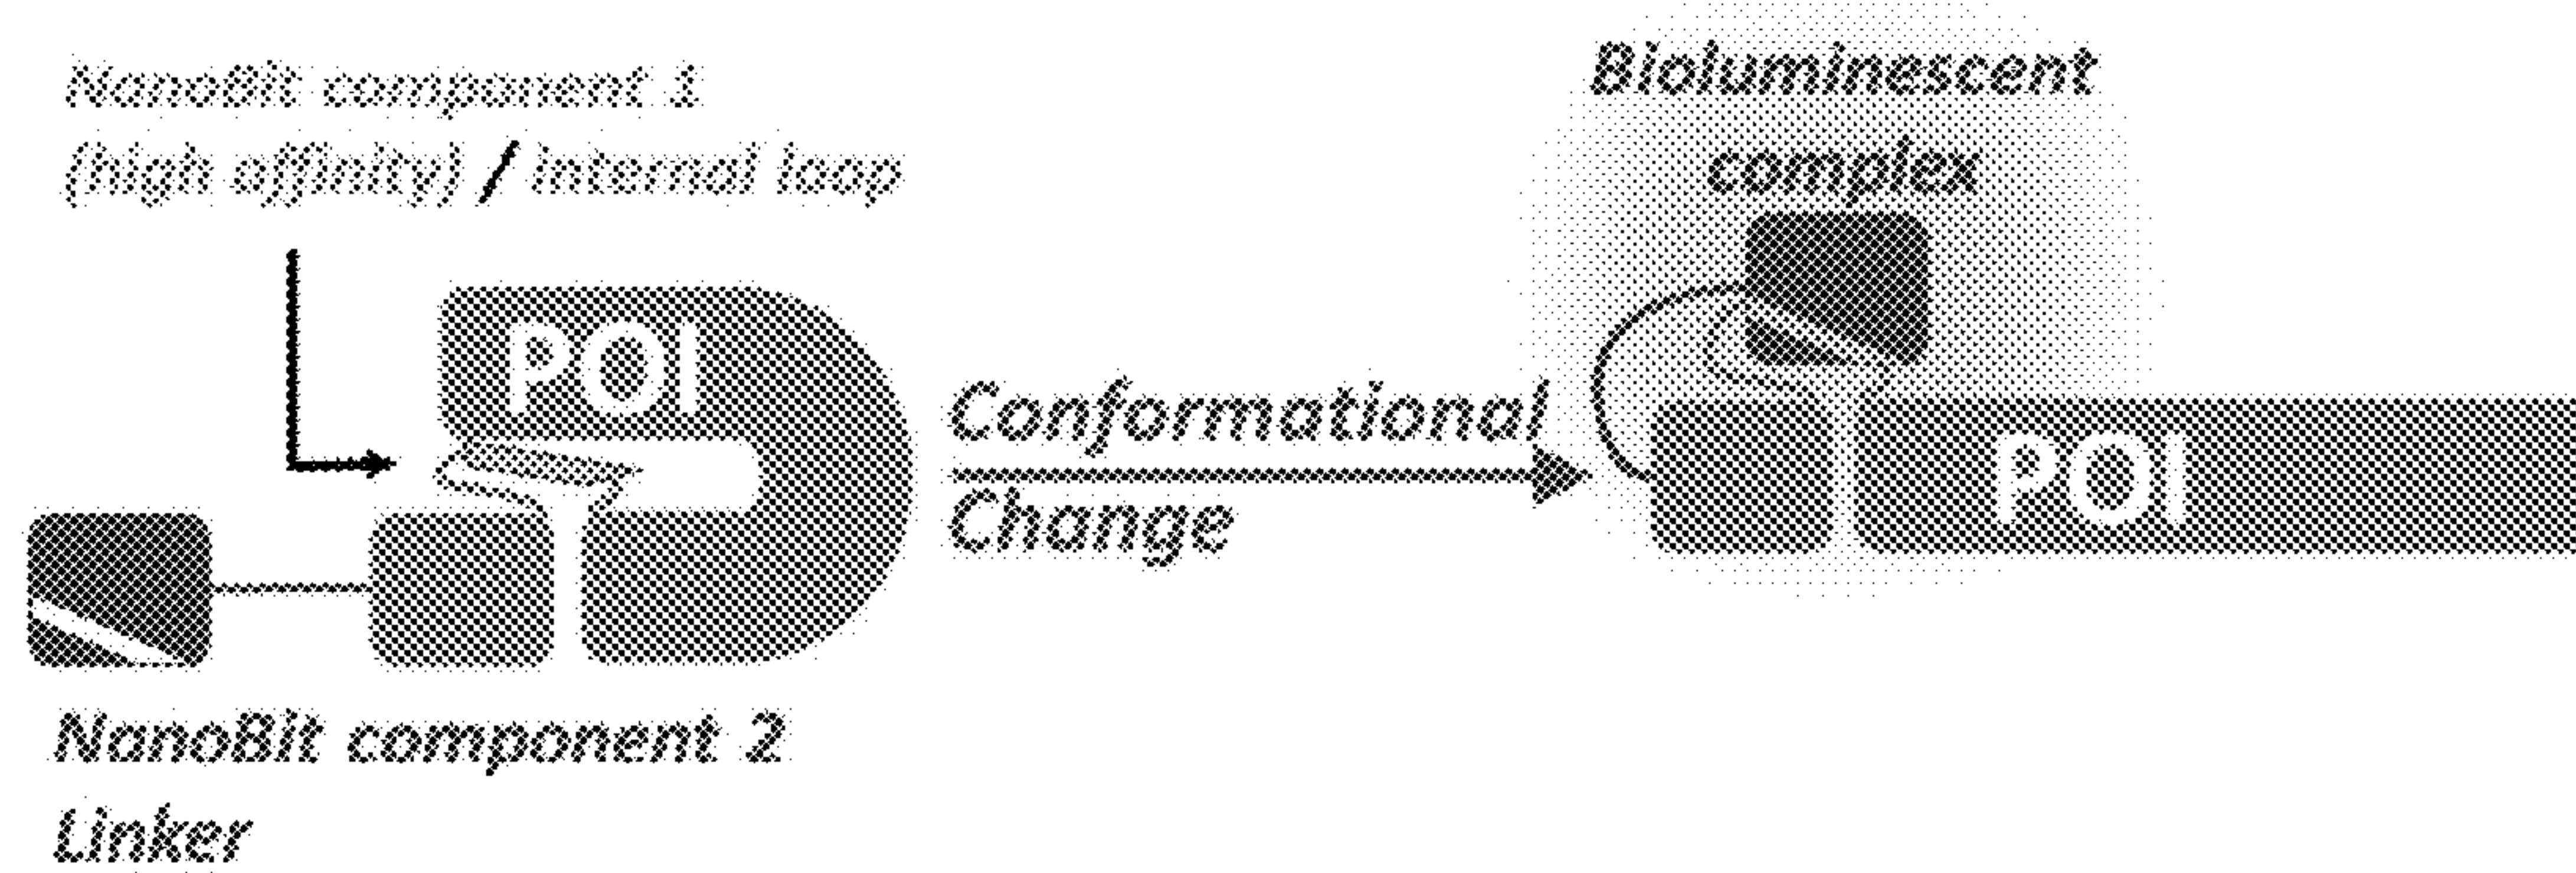 NanoBit component 1
(high affinity) / internal loop
POI
NanoBit component 2
Linker
Conformational
Change
Bioluminescent
complex
POI